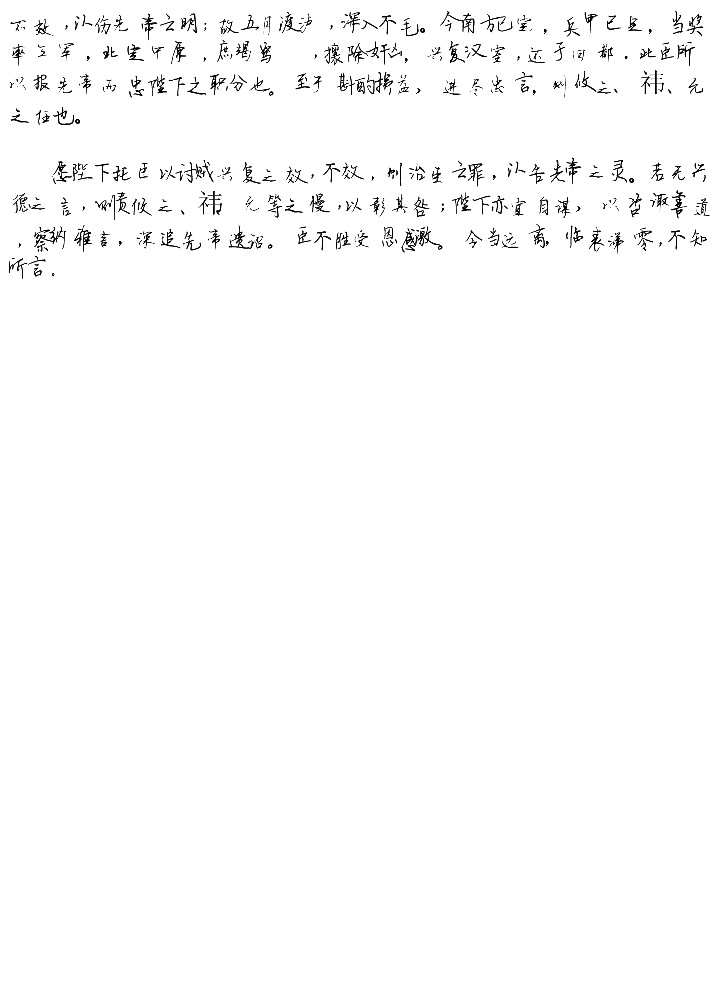 不效，以伤先帝之明；故五月渡泸，深入不毛。今南方已定，兵甲已足，当奖
率三军，北定中原，庶竭驽，攘除奸凶，兴复汉室，还于旧都．此臣所
以报先帝而忠陛下之职分也。至于斟酌损益，进尽忠言，则攸之、祎、允
之任也。
愿陛下托臣以讨贼兴复之效，不效，则治臣之罪，以告先帝之灵。若无兴
德之言，则责攸之、祎 允等之慢，以彰其咎；陛下亦宜自谋，以咨诹善道
，察纳雅言，深追先帝遗诏。臣不胜受恩感激。今当远离，临表涕零，不知
所言．